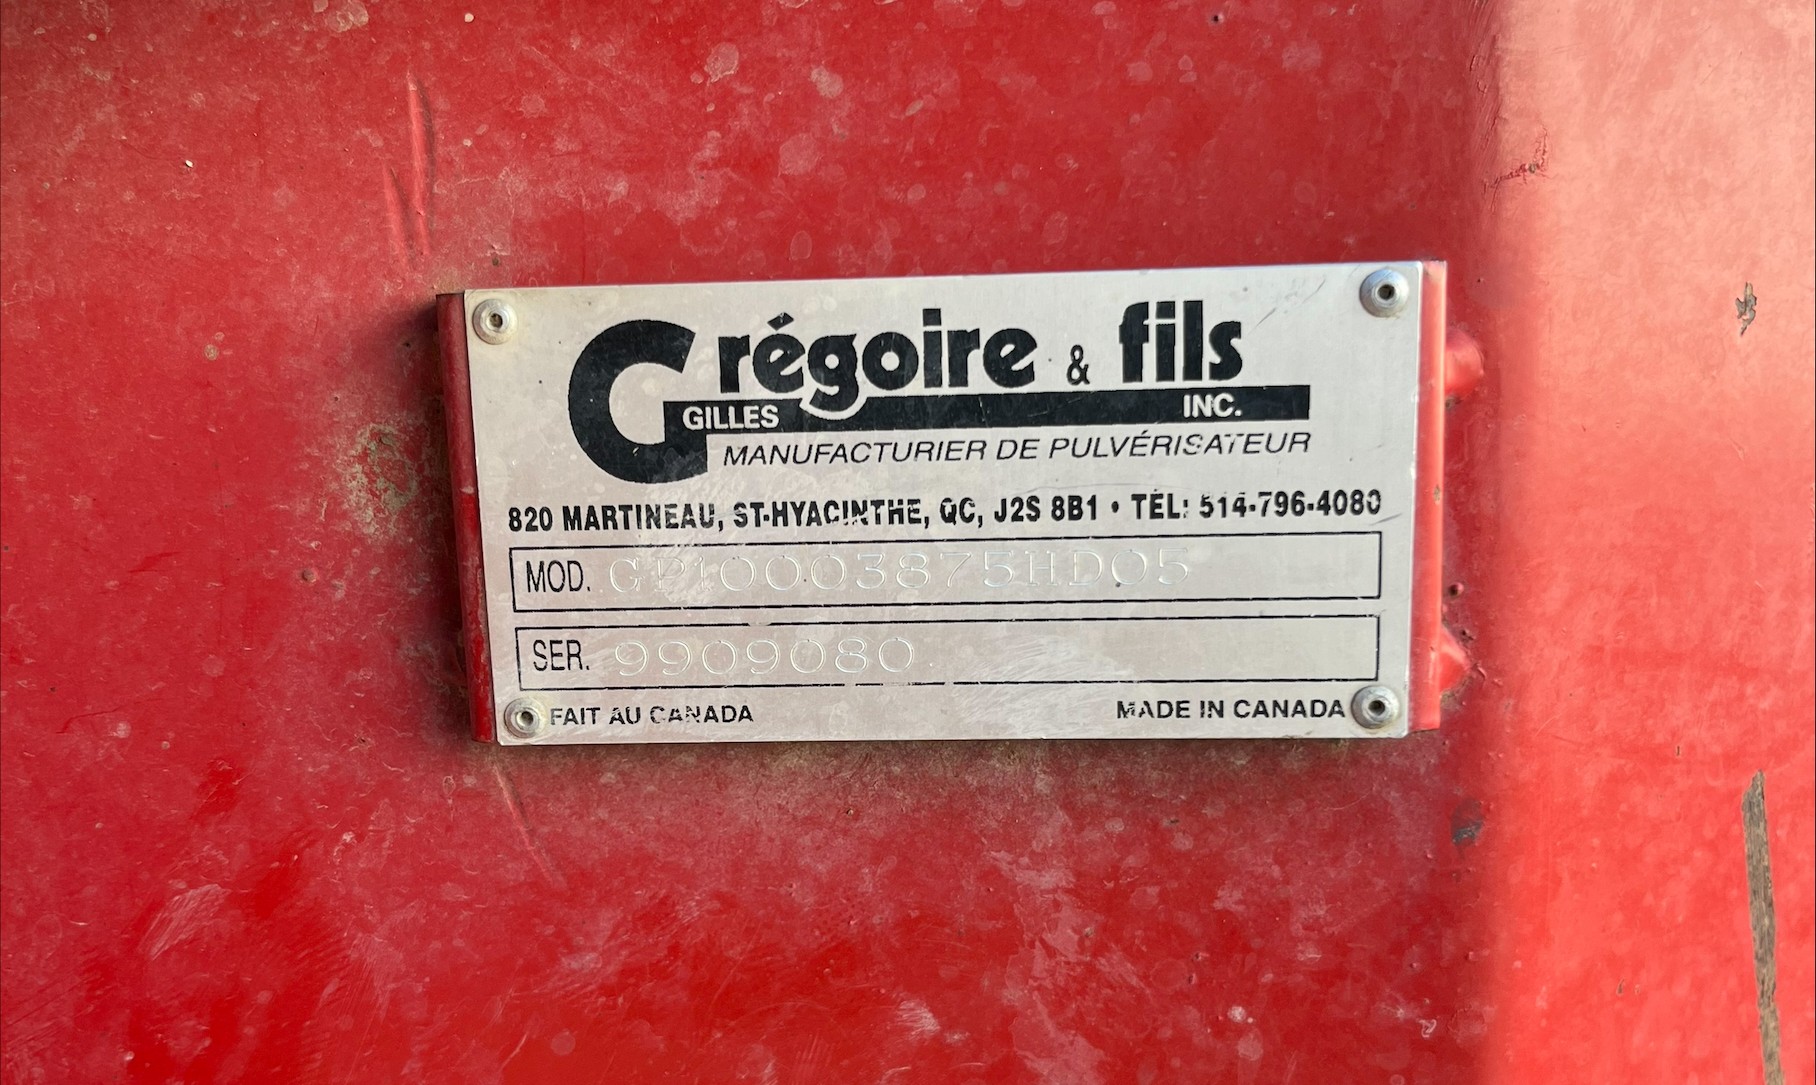 Grégoire & fils
GILLES INC.
MANUFACTURIER DE PULVÉRISATEUR
820 MARTINEAU, ST-HYACINTHE, QC, J2S 8B1 • TÉL: 514-796-4080
MOD. GP10003875HD05
SER. 9909080
FAIT AU CANADA MADE IN CANADA